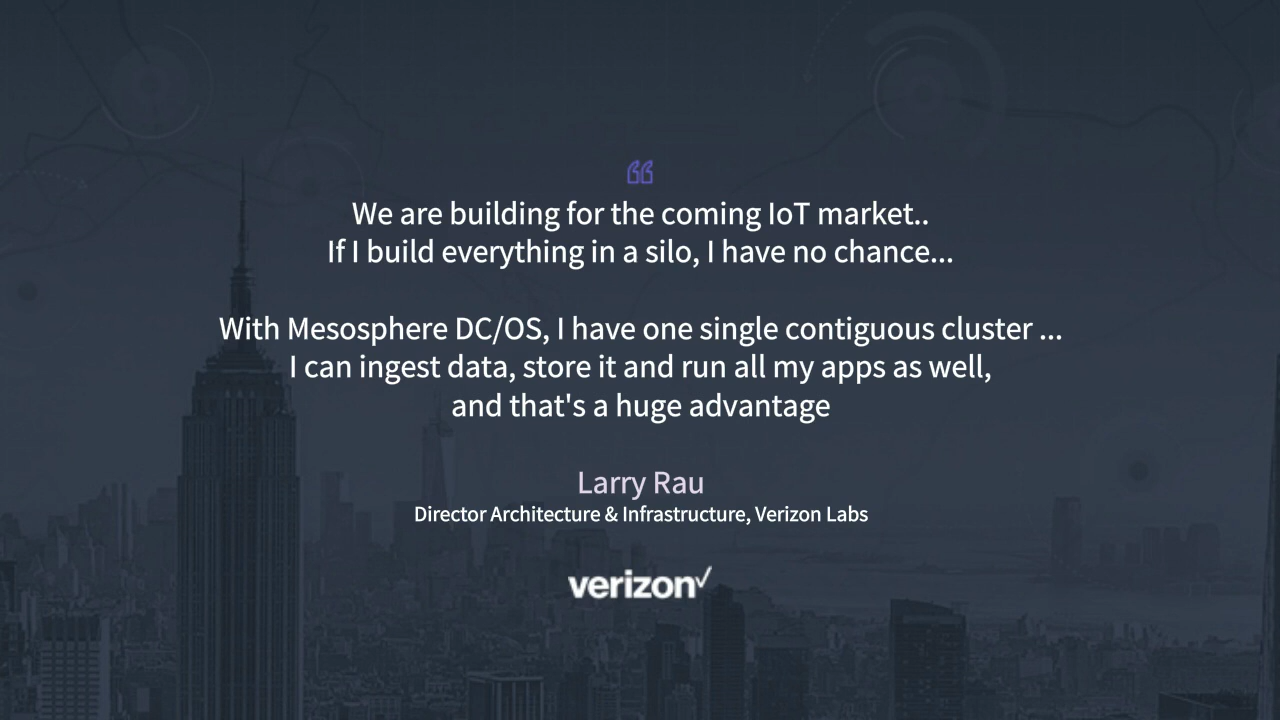 “
We are building for the coming IoT market..
If I build everything in a silo, I have no chance...
With Mesosphere DC/OS, I have one single contiguous cluster ...
I can ingest data, store it and run all my apps as well,
and that's a huge advantage
Larry Rau
Director Architecture & Infrastructure, Verizon Labs
verizon✓